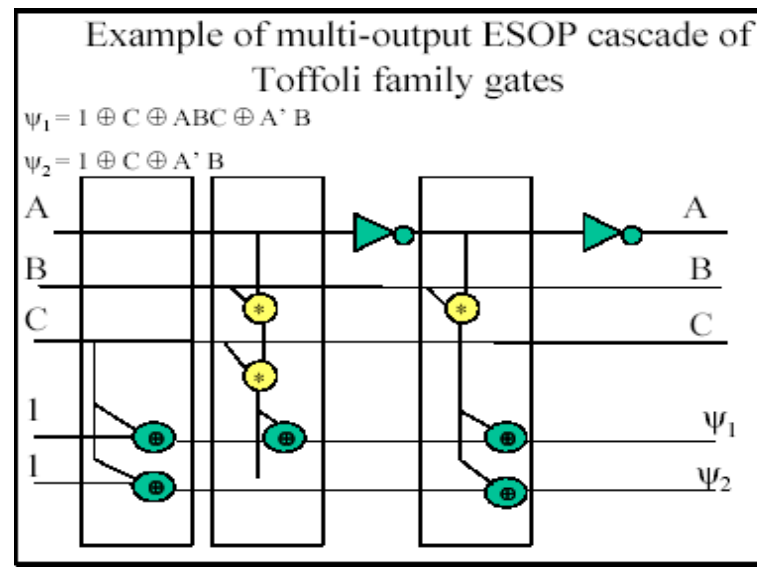 Example of multi-output ESOP cascade of
Toffoli family gates
ψ₁ = 1 ⊕ C ⊕ ABC ⊕ A’ B
ψ₂ = 1 ⊕ C ⊕ A’ B
A
A
B
B
*
*
C
C
*
1
⊕
⊕
⊕
ψ₁
1
⊕
⊕
ψ₂